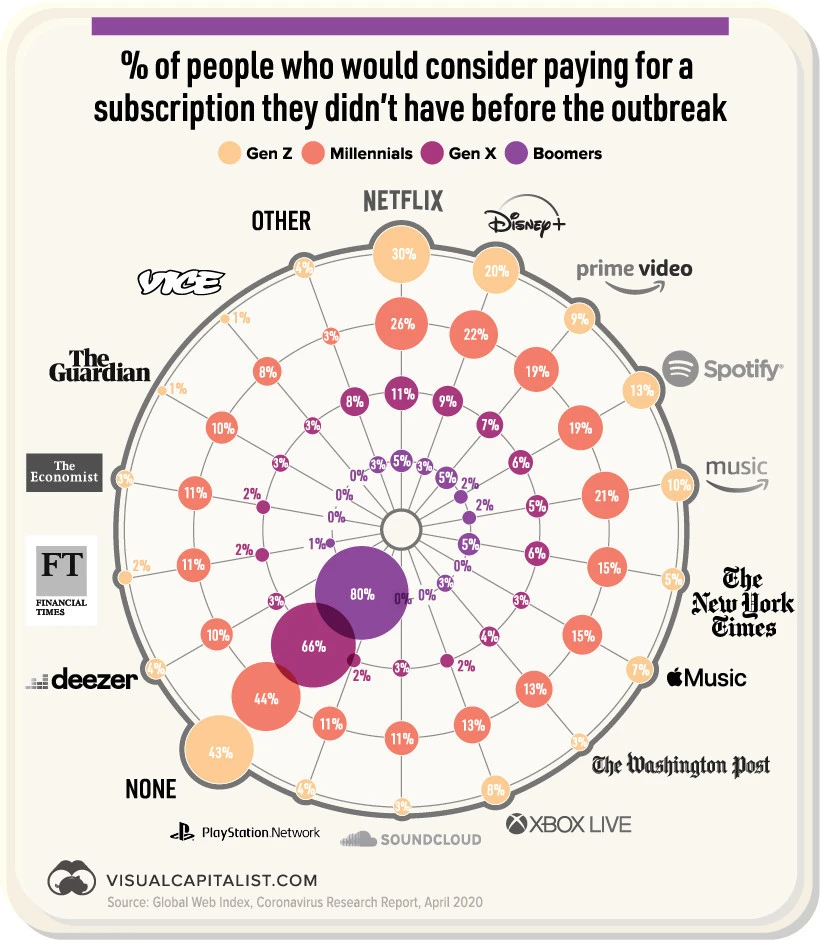 % of people who would consider paying for a
subscription they didn't have before the outbreak
Gen Z Millennials Gen X Boomers
NETFLIX
Disney+
OTHER
prime video
VICE
The
Guardian
Spotify
The
Economist
music
FT
FINANCIAL
TIMES
The
New York
Times
deezer
Music
The Washington Post
NONE
XBOX LIVE
PlayStation Network
SOUNDCLOUD
30%
20%
9%
13%
10%
5%
7%
3%
8%
3%
4%
43%
4%
2%
3%
1%
1%
4%
26%
22%
19%
19%
21%
15%
15%
13%
13%
11%
11%
44%
10%
11%
11%
10%
8%
3%
11%
9%
7%
6%
5%
6%
3%
4%
2%
3%
2%
66%
3%
2%
2%
3%
3%
8%
5%
3%
5%
2%
2%
5%
0%
3%
0%
0%
80%
1%
0%
0%
0%
3%
VISUALCAPITALIST.COM
Source: Global Web Index, Coronavirus Research Report, April 2020